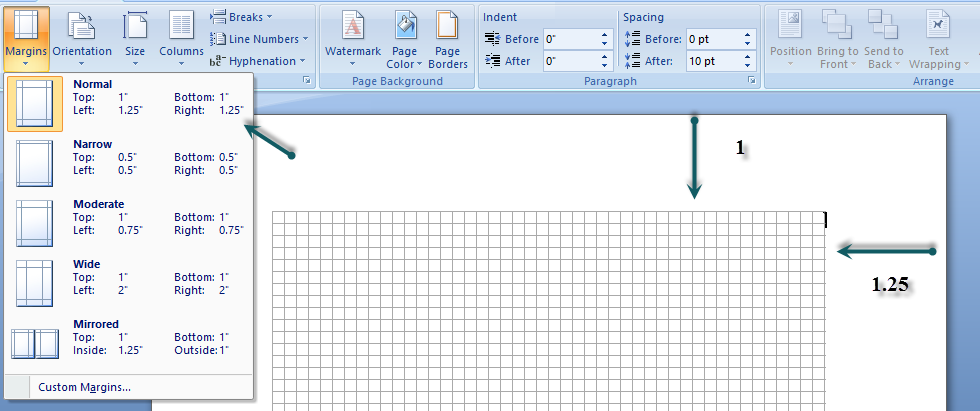 Margins Orientation Size Columns
Breaks
Line Numbers
Hyphenation
Watermark Page Color Page Borders
Page Background
Indent
Before 0"
After 0"
Spacing
Before: 0 pt
After: 10 pt
Paragraph
Position Bring to Front Send to Back Text Wrapping
Arrange
Normal
Top: 1" Bottom: 1"
Left: 1.25" Right: 1.25"
Narrow
Top: 0.5" Bottom: 0.5"
Left: 0.5" Right: 0.5"
Moderate
Top: 1" Bottom: 1"
Left: 0.75" Right: 0.75"
Wide
Top: 1" Bottom: 1"
Left: 2" Right: 2"
Mirrored
Top: 1" Bottom: 1"
Inside: 1.25" Outside: 1"
Custom Margins...
1
1.25